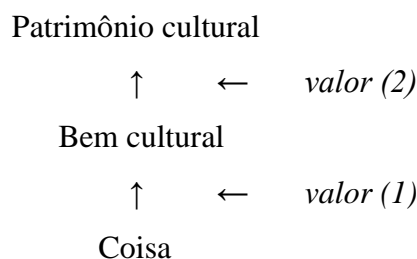 Patrimônio cultural
↑ ← valor (2)
Bem cultural
↑ ← valor (1)
Coisa